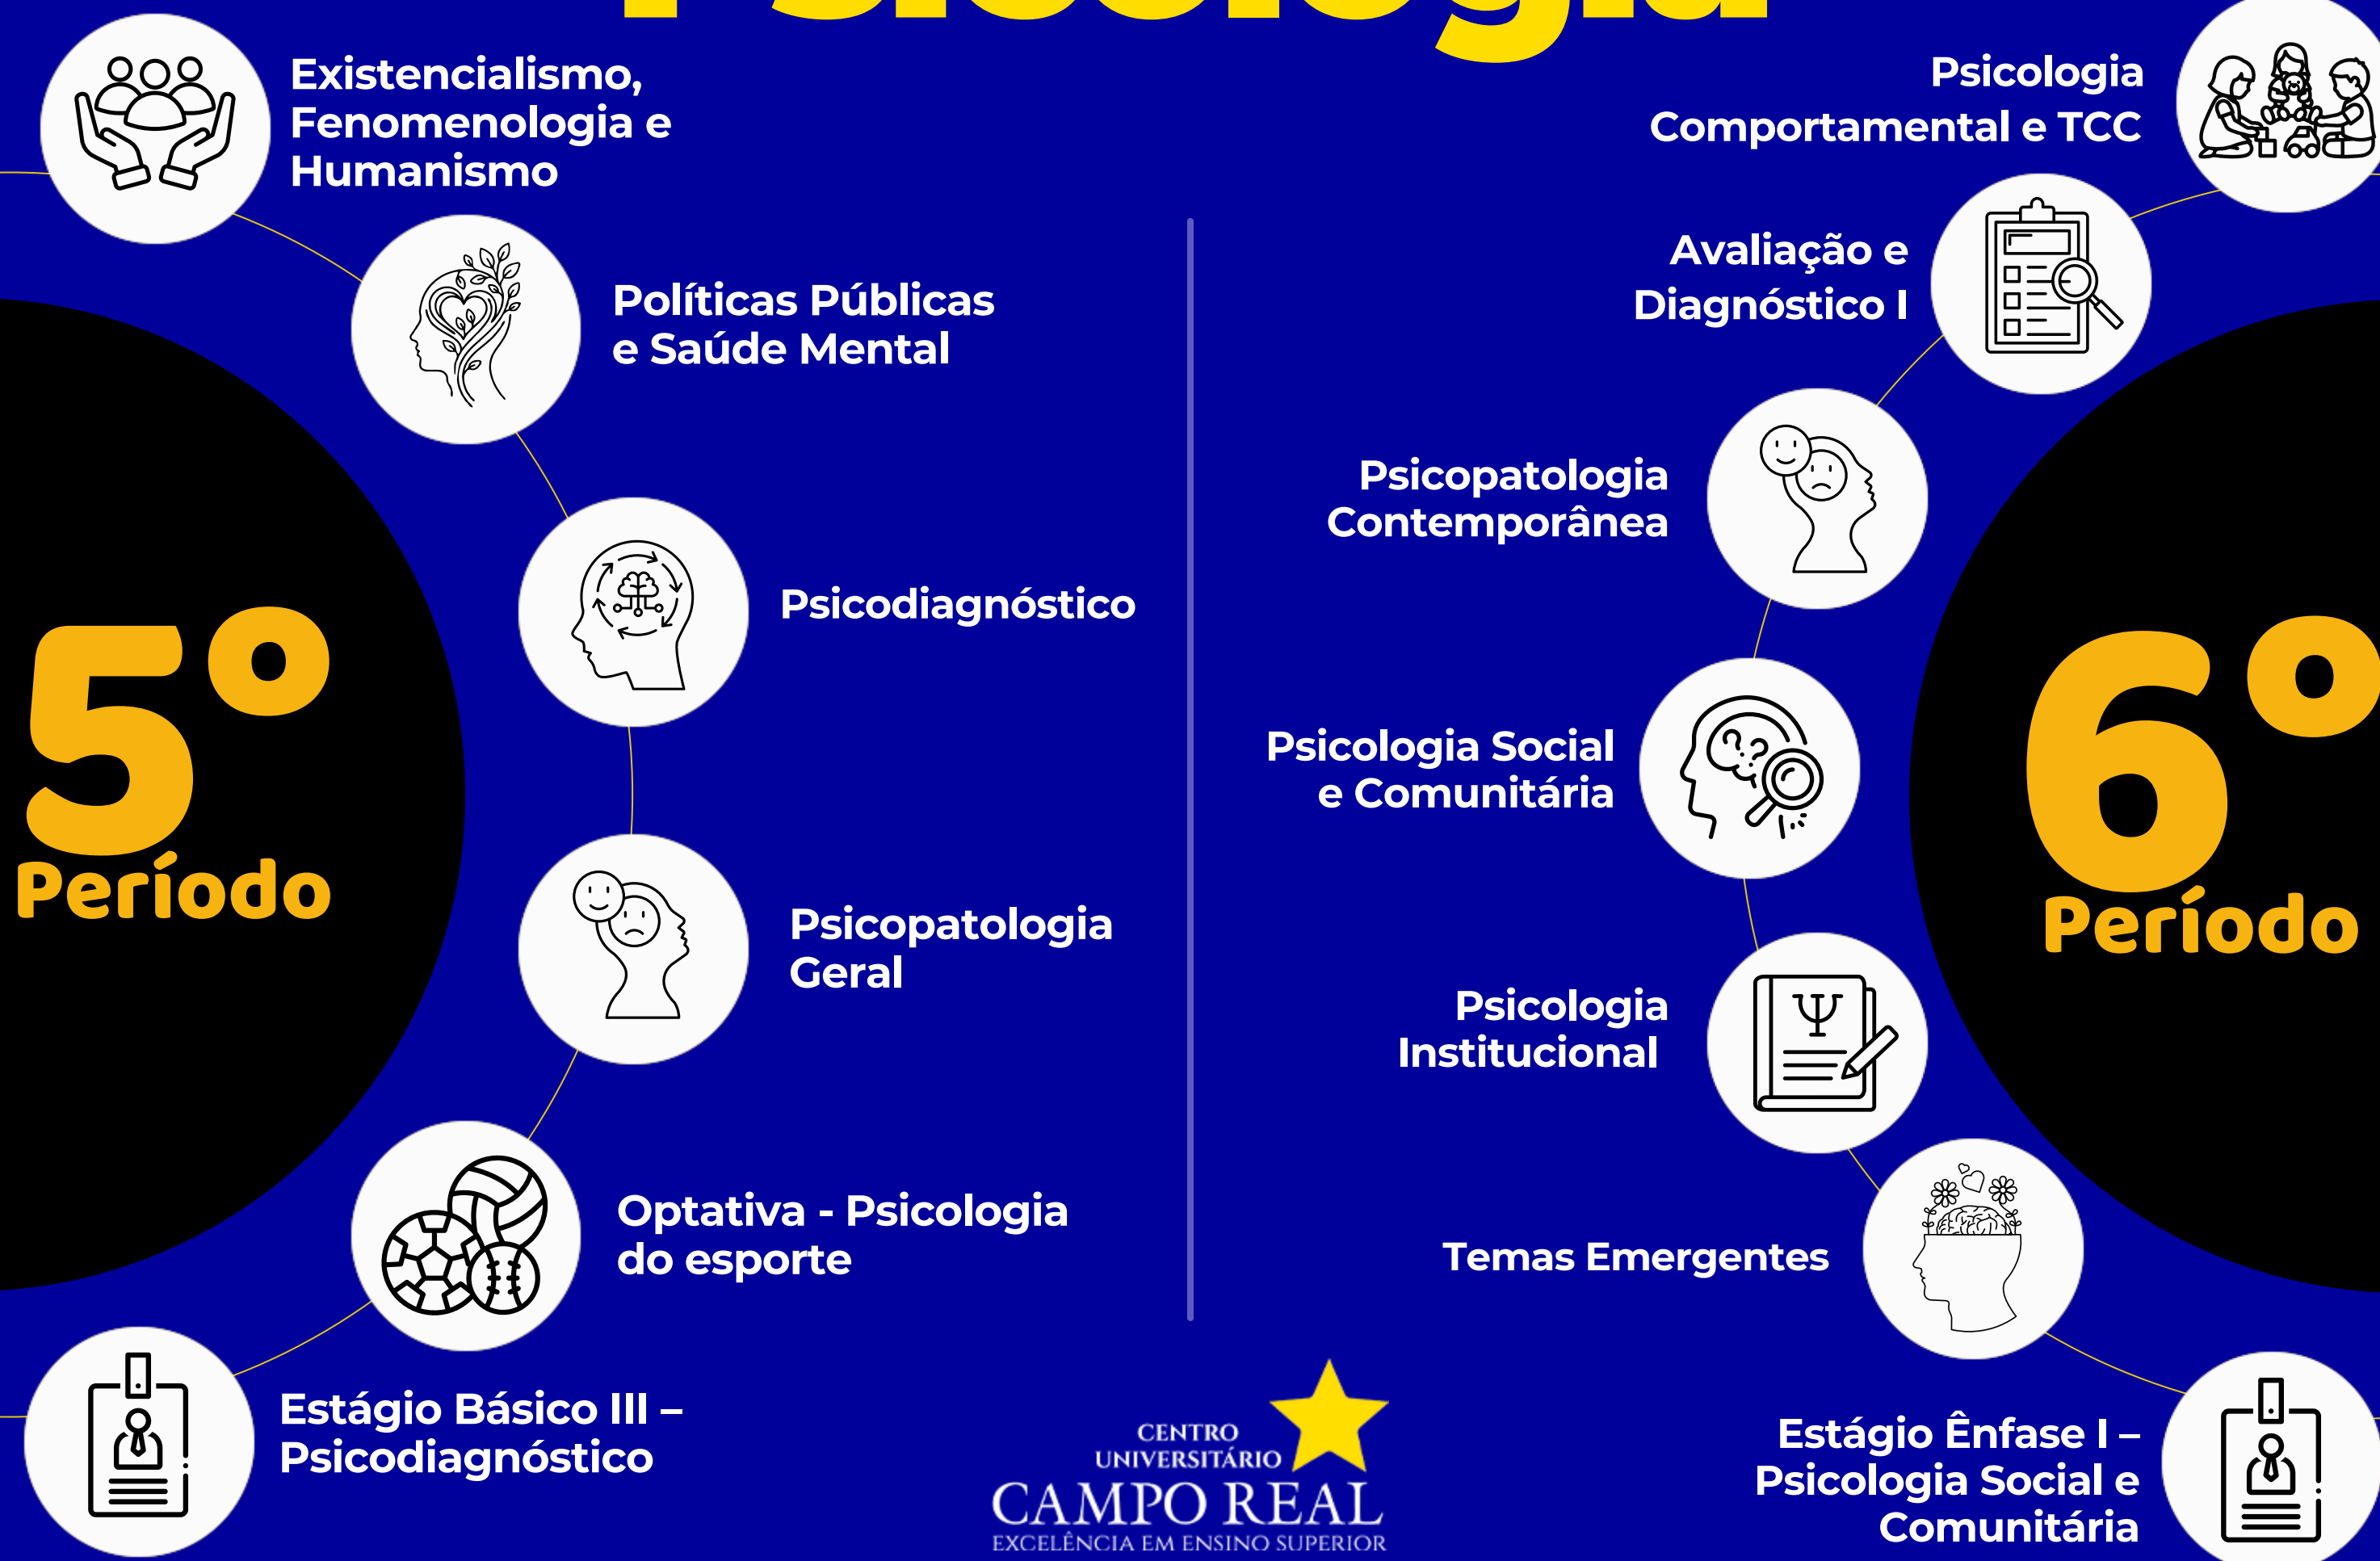 Psicologia
Existencialismo,
Fenomenologia e
Humanismo
Políticas Públicas
e Saúde Mental
Psicodiagnóstico
Psicopatologia
Geral
Optativa - Psicologia
do esporte
Estágio Básico III –
Psicodiagnóstico
5º
Período
Psicologia
Comportamental e TCC
Avaliação e
Diagnóstico I
Psicopatologia
Contemporânea
Psicologia Social
e Comunitária
Psicologia
Institucional
Temas Emergentes
Estágio Ênfase I –
Psicologia Social e
Comunitária
6º
Período
CENTRO
UNIVERSITÁRIO
CAMPO REAL
EXCELÊNCIA EM ENSINO SUPERIOR